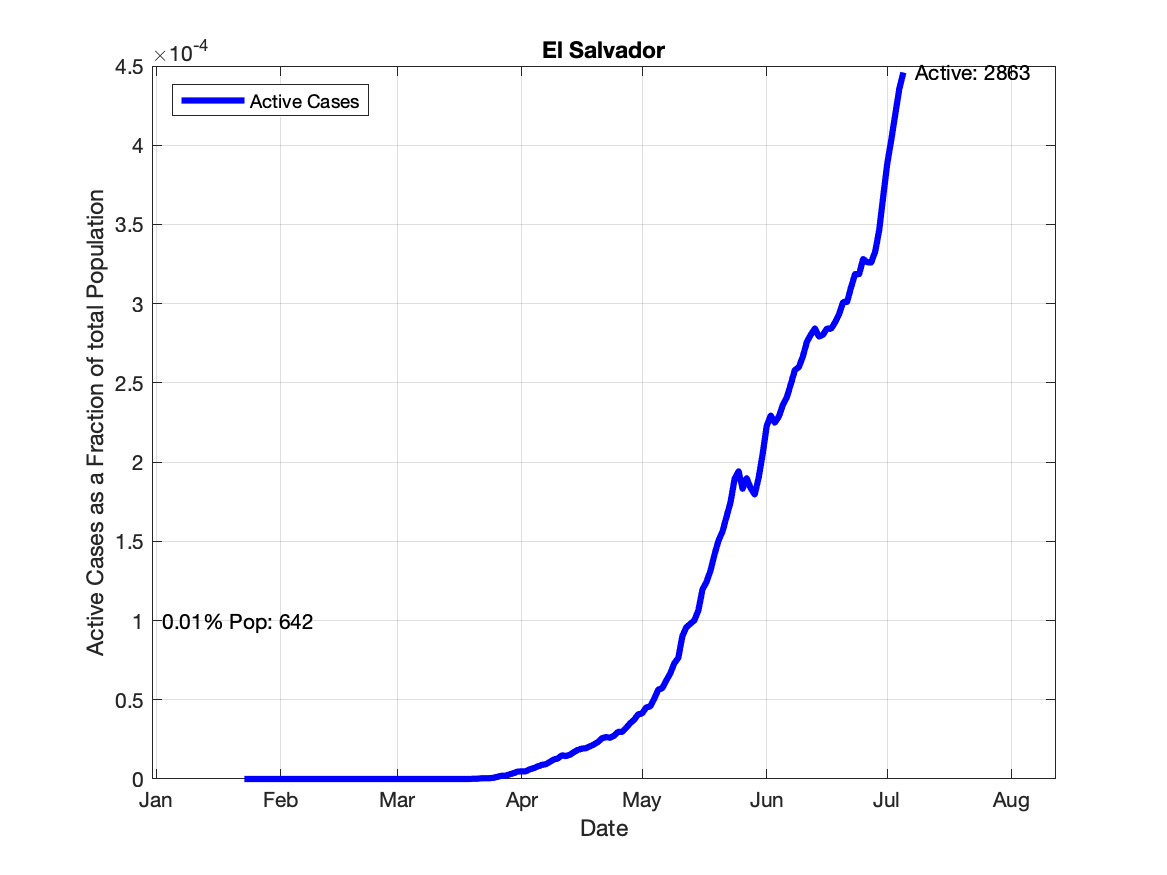 El Salvador
×10-4
4.5
4
3.5
3
2.5
2
1.5
1
0.5
0
Active Cases as a Fraction of total Population
Active Cases
Active: 2863
0.01% Pop: 642
Jan Feb Mar Apr May Jun Jul Aug
Date